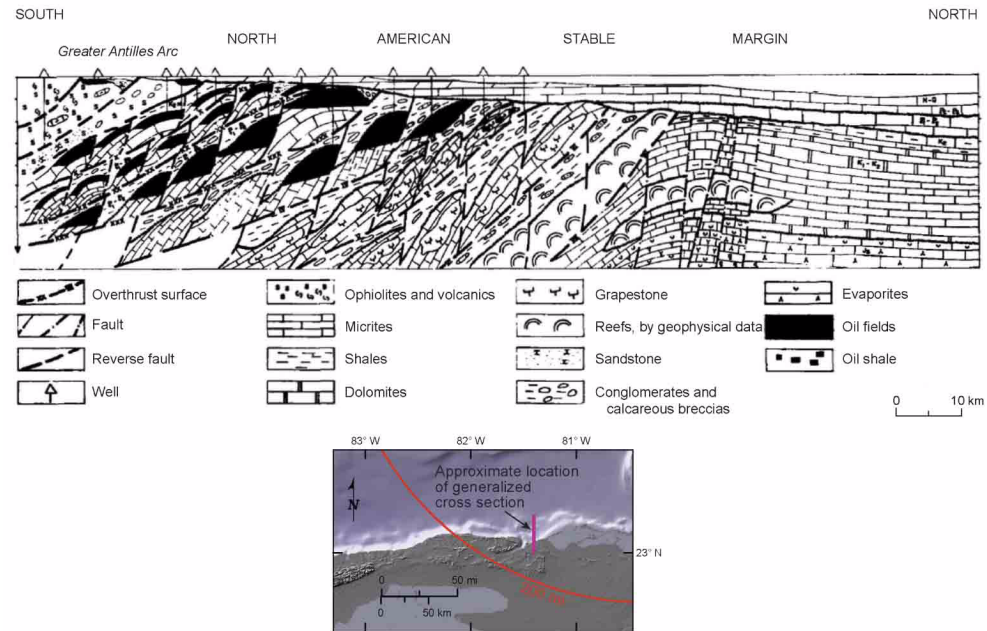 SOUTH
NORTH
Greater Antilles Arc
NORTH AMERICAN STABLE MARGIN
Overthrust surface
Fault
Reverse fault
Well
Ophiolites and volcanics
Micrites
Shales
Dolomites
Grapestone
Reefs, by geophysical data
Sandstone
Conglomerates and
calcareous breccias
Evaporites
Oil fields
Oil shale
0 10 km
83° W 82° W 81° W
Approximate location
of generalized
cross section
N
23° N
0 50 mi
0 50 km